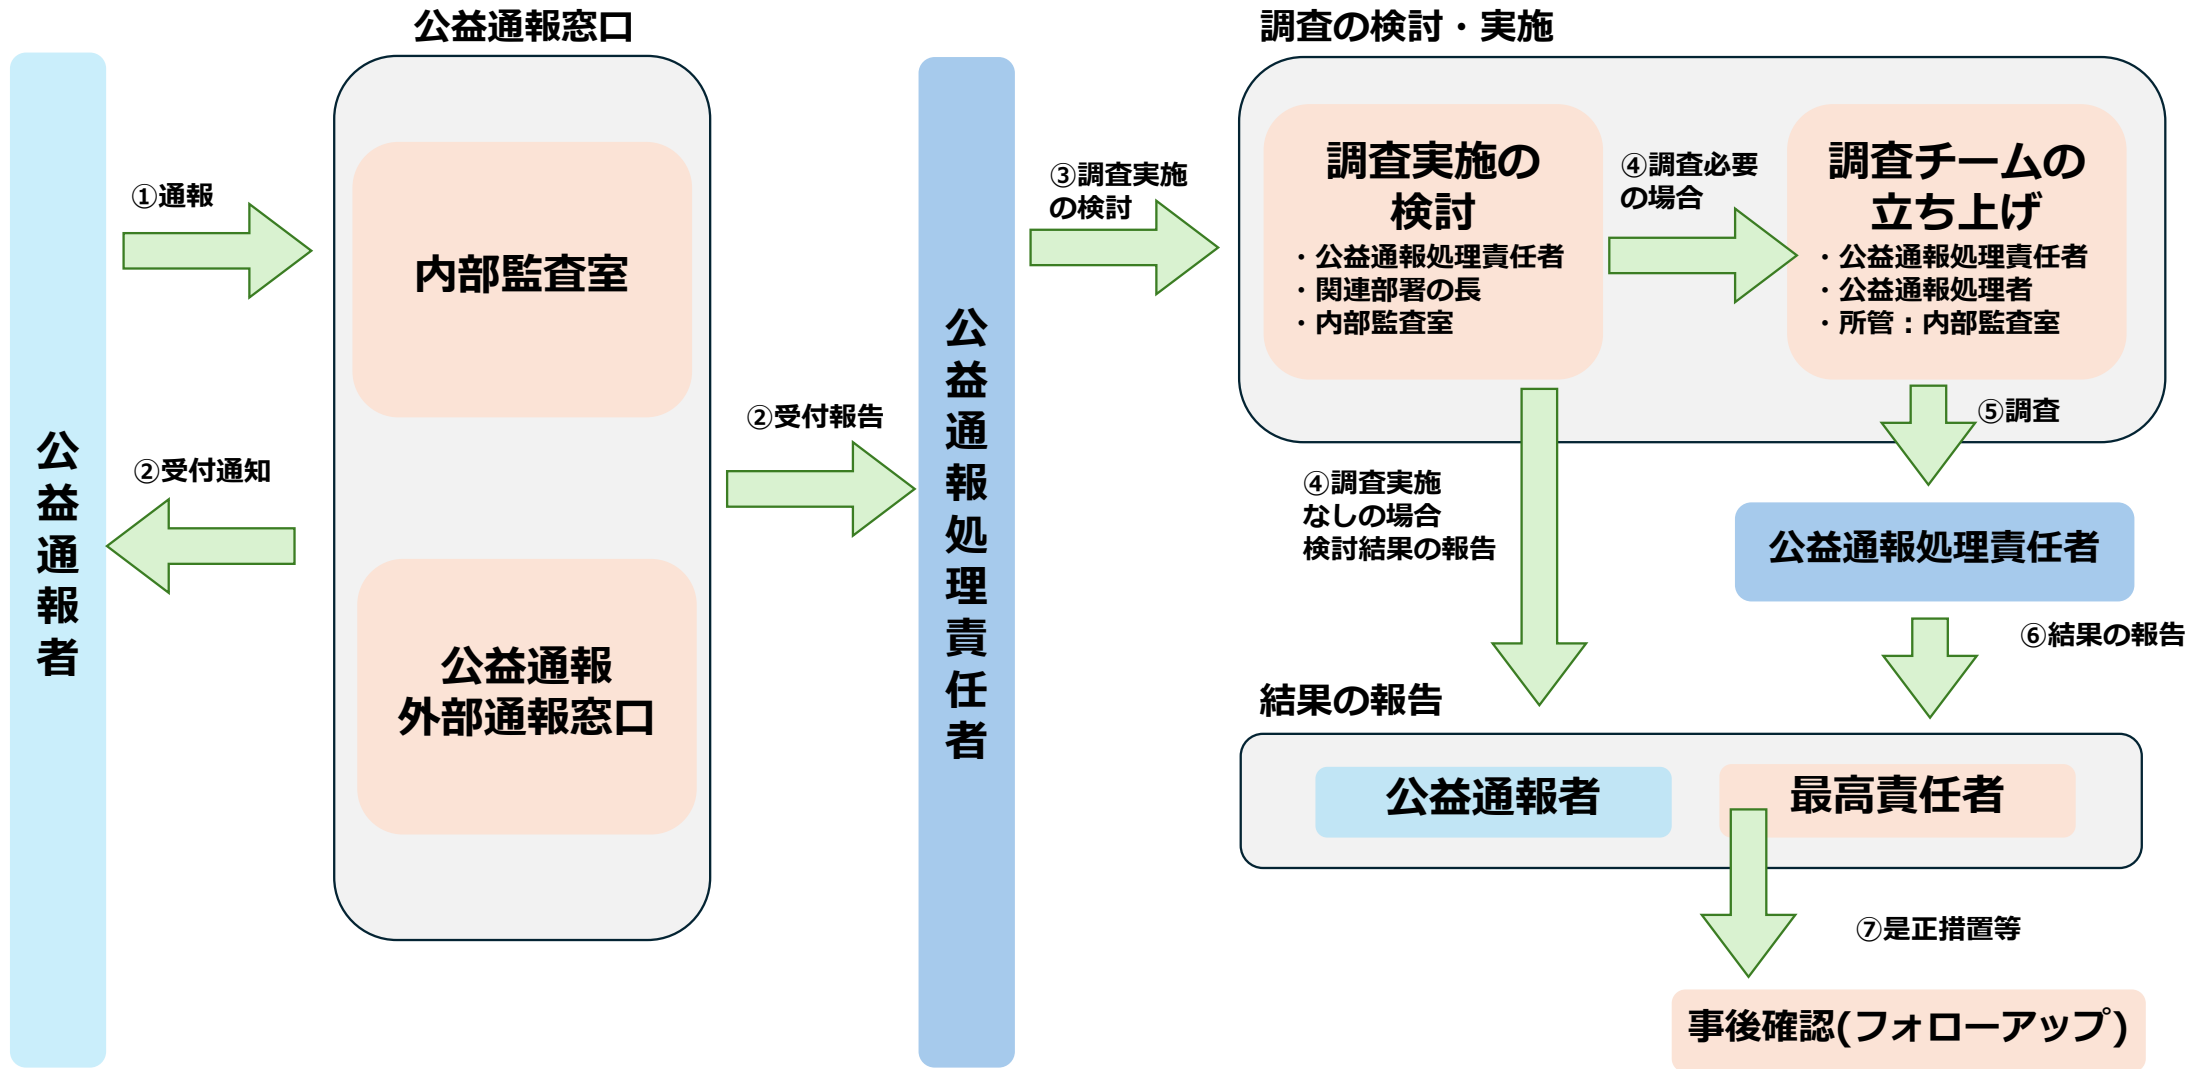 公益通報窓口
調査の検討・実施
公益通報者
①通報
②受付通知
内部監査室
公益通報
外部通報窓口
②受付報告
公益通報処理責任者
③調査実施
の検討
調査実施の
検討
・公益通報処理責任者
・関連部署の長
・内部監査室
④調査必要
の場合
調査チームの
立ち上げ
・公益通報処理責任者
・公益通報処理者
・所管：内部監査室
⑤調査
④調査実施
なしの場合
検討結果の報告
公益通報処理責任者
⑥結果の報告
結果の報告
公益通報者
最高責任者
⑦是正措置等
事後確認(フォローアップ)